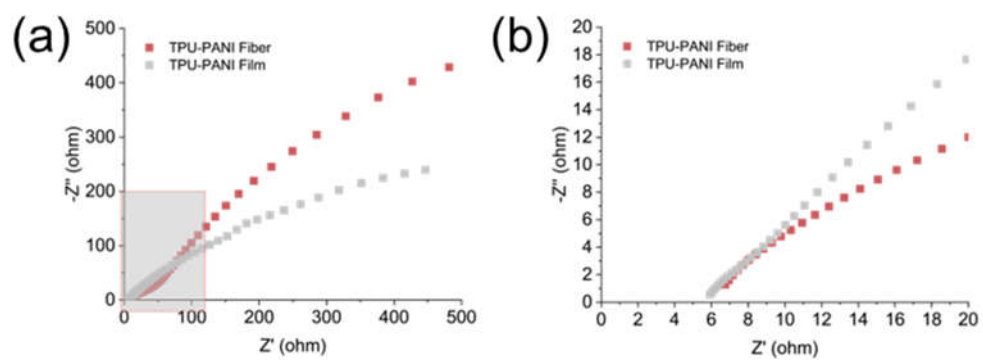 (a)
500
400
300
200
100
0
-Z'' (ohm)
TPU-PANI Fiber
TPU-PANI Film
0 100 200 300 400 500
Z' (ohm)
(b)
20
18
16
14
12
10
8
6
4
2
0
-Z'' (ohm)
TPU-PANI Fiber
TPU-PANI Film
0 2 4 6 8 10 12 14 16 18 20
Z' (ohm)